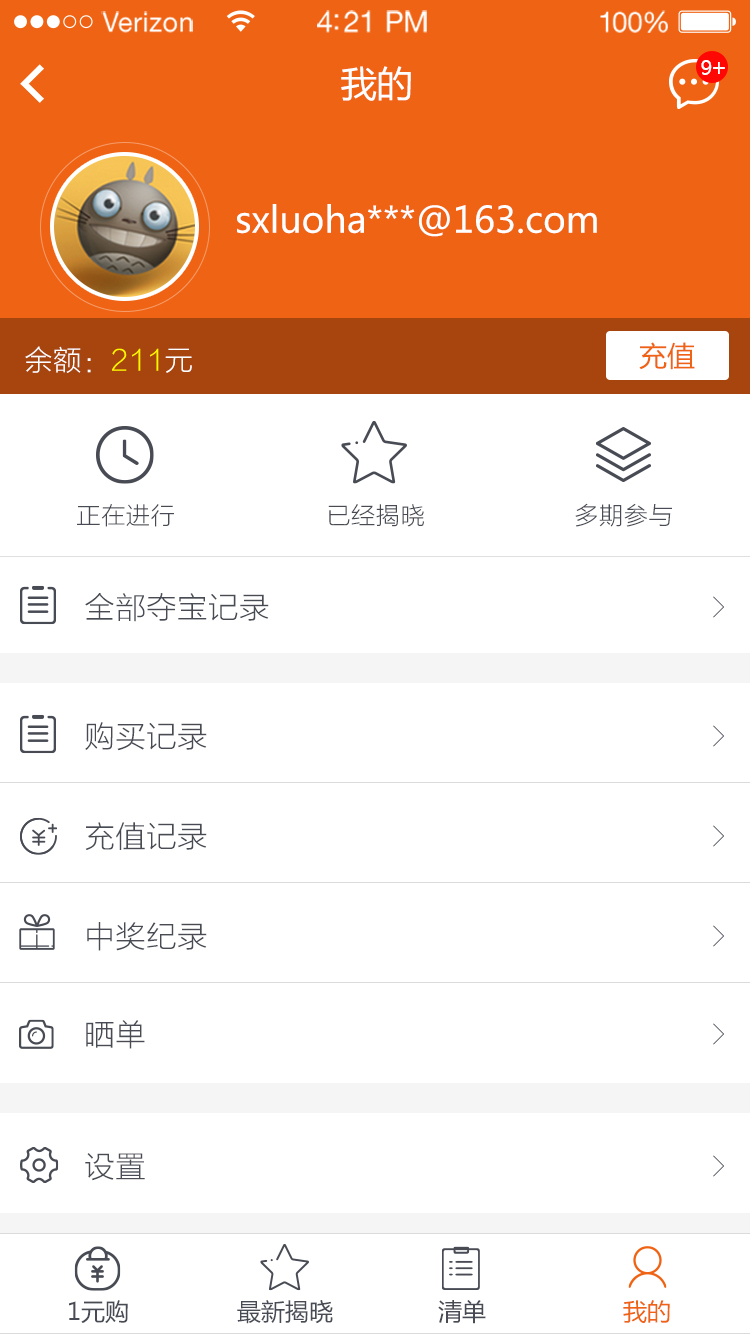 Verizon 4:21 PM 100%
我的
9+
sxluoha***@163.com
余额：211元
充值
正在进行 已经揭晓 多期参与
全部夺宝记录
购买记录
充值记录
中奖纪录
晒单
设置
1元购 最新揭晓 清单 我的